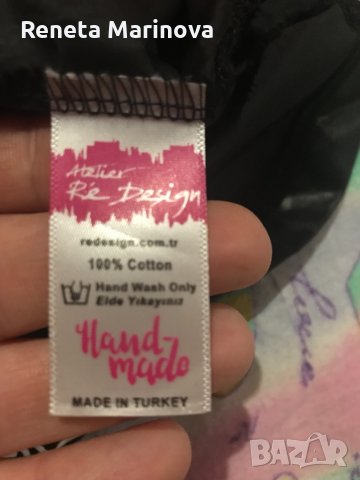 Reneta Marinova
Atelier
Re Design
redesign.com.tr
100% Cotton
Hand Wash Only
Elde Yıkayınız
Hand-
made
MADE IN TURKEY
BAZAR